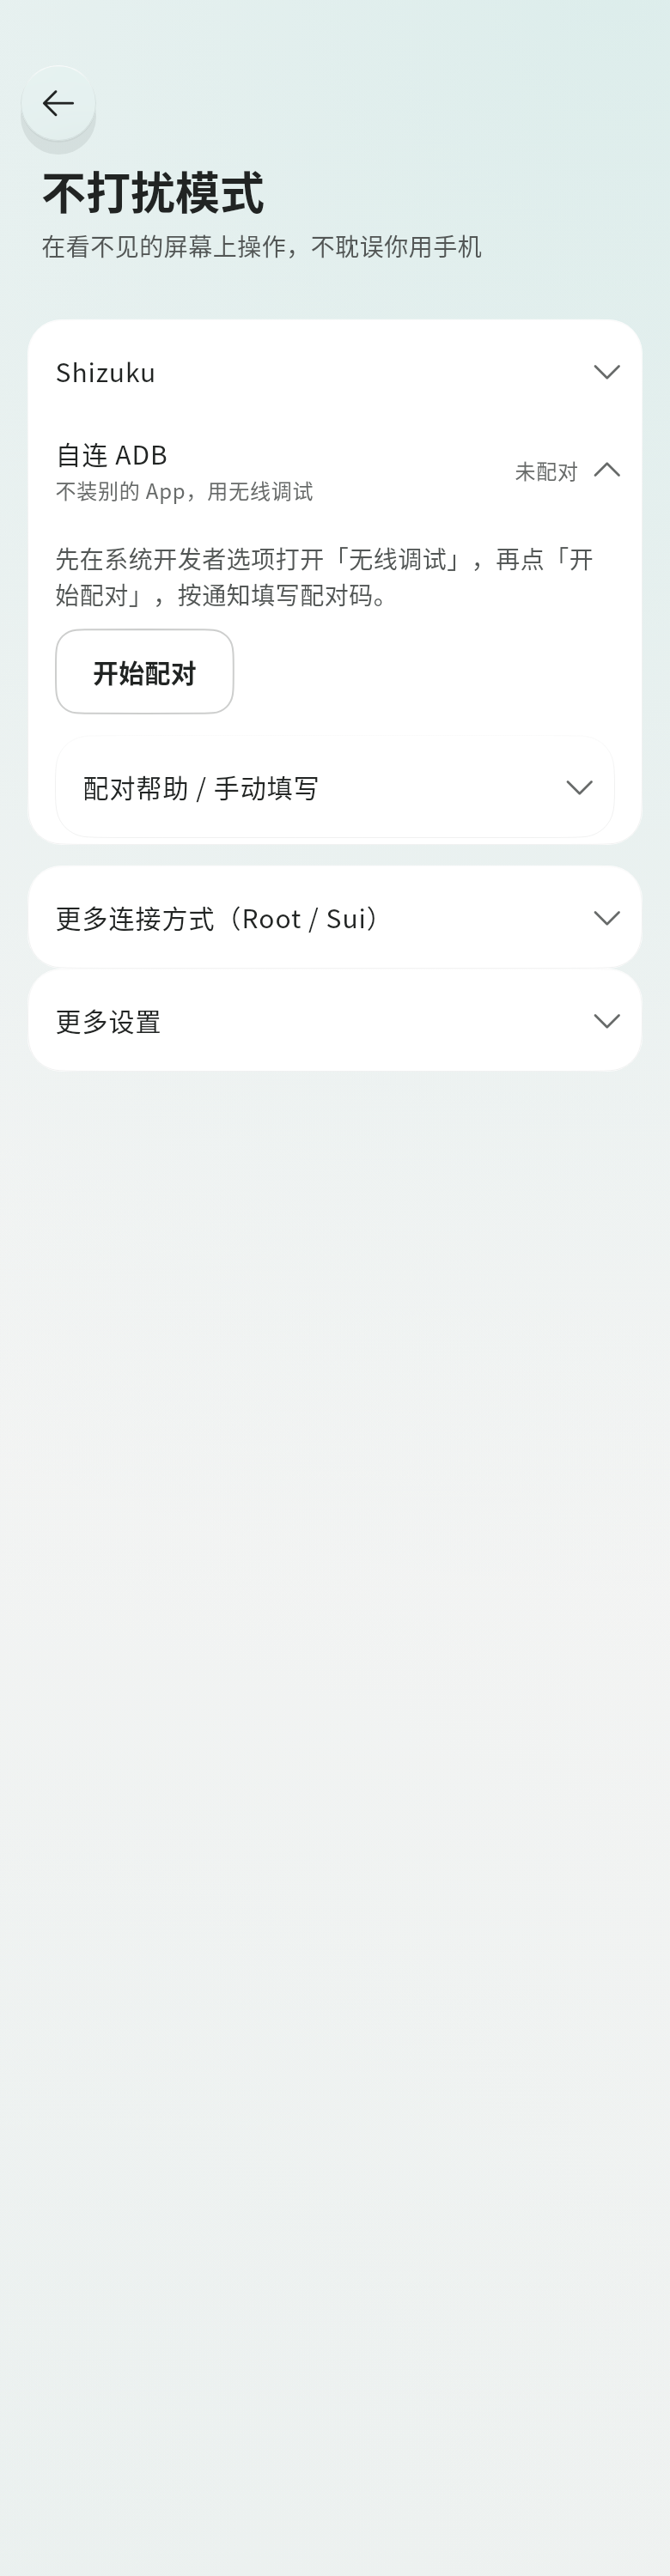 不打扰模式
在看不见的屏幕上操作，不耽误你用手机
Shizuku
自连 ADB
不装别的 App，用无线调试
未配对
先在系统开发者选项打开「无线调试」，再点「开
始配对」，按通知填写配对码。
开始配对
配对帮助 / 手动填写
更多连接方式（Root / Sui）
更多设置